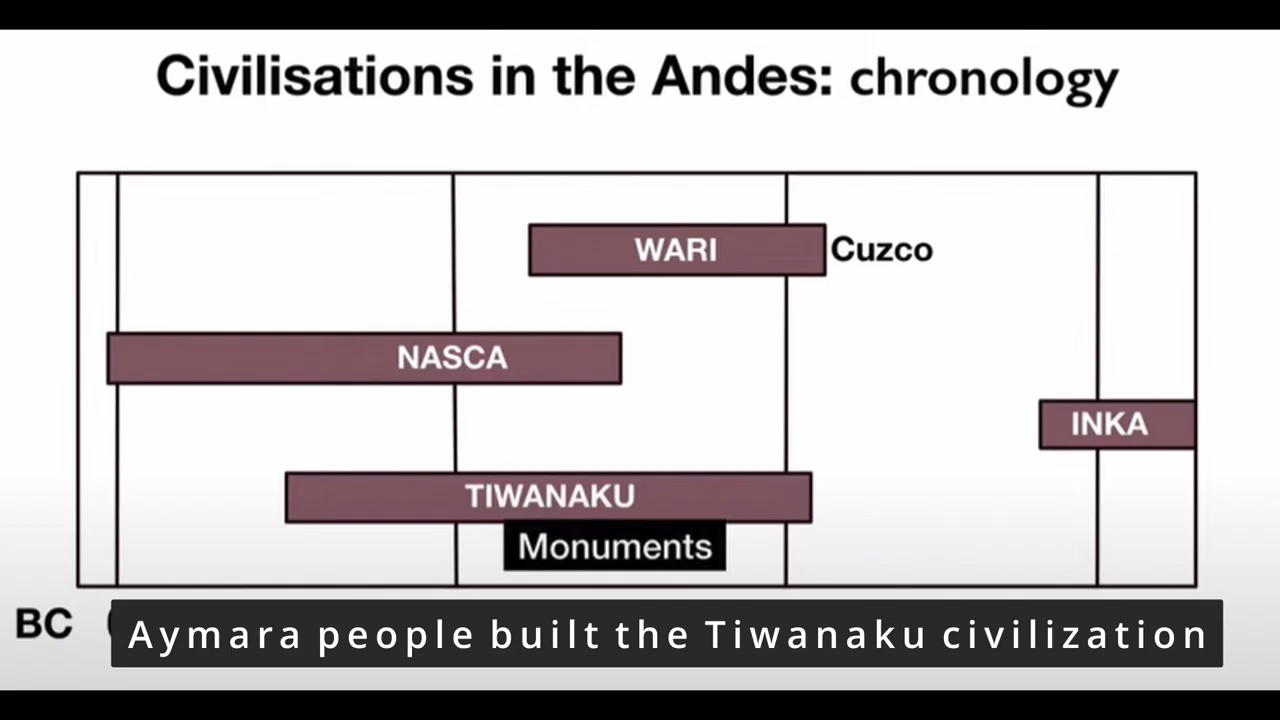 Civilisations in the Andes: chronology
WARI
Cuzco
NASCA
INKA
TIWANAKU
Monuments
BC
Aymara people built the Tiwanaku civilization